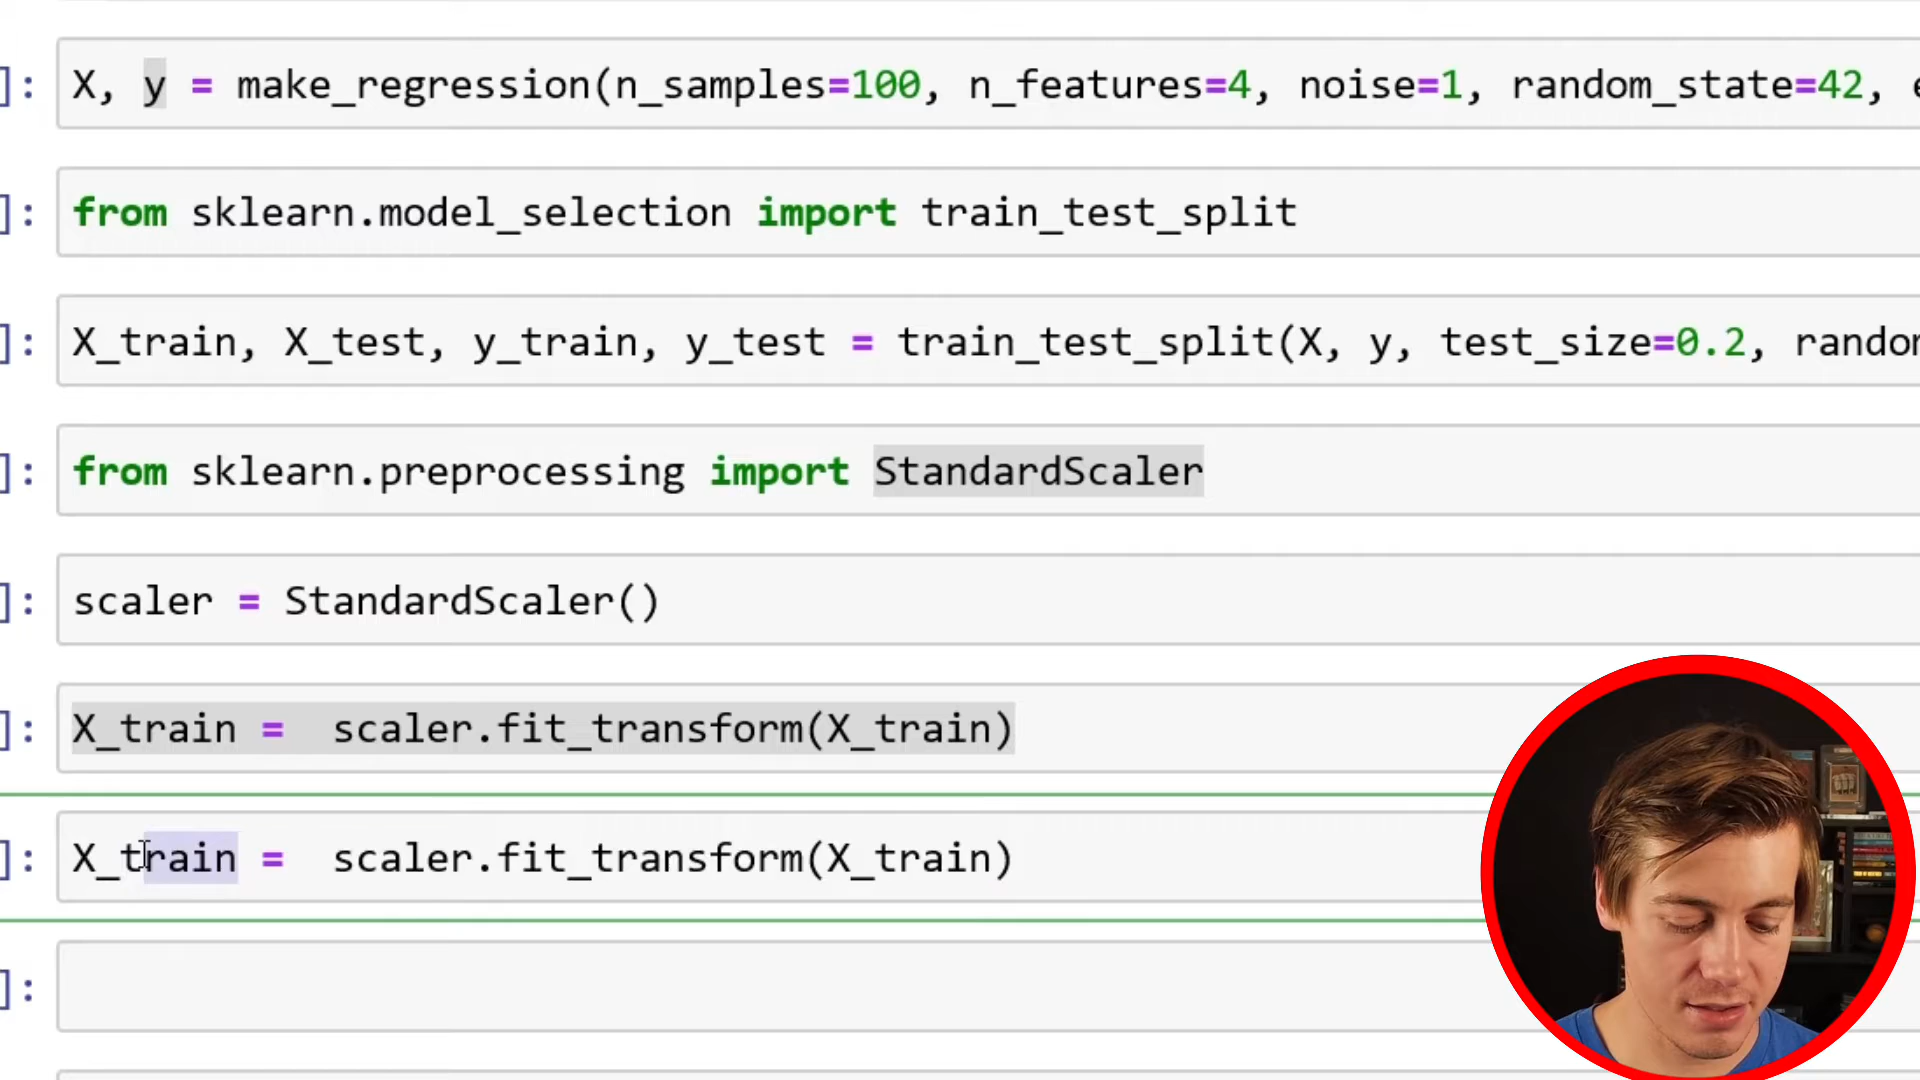 ]: X, y = make_regression(n_samples=100, n_features=4, noise=1, random_state=42,
]: from sklearn.model_selection import train_test_split
]: X_train, X_test, y_train, y_test = train_test_split(X, y, test_size=0.2, random
]: from sklearn.preprocessing import StandardScaler
]: scaler = StandardScaler()
]: X_train =  scaler.fit_transform(X_train)
]: X_train =  scaler.fit_transform(X_train)
]: